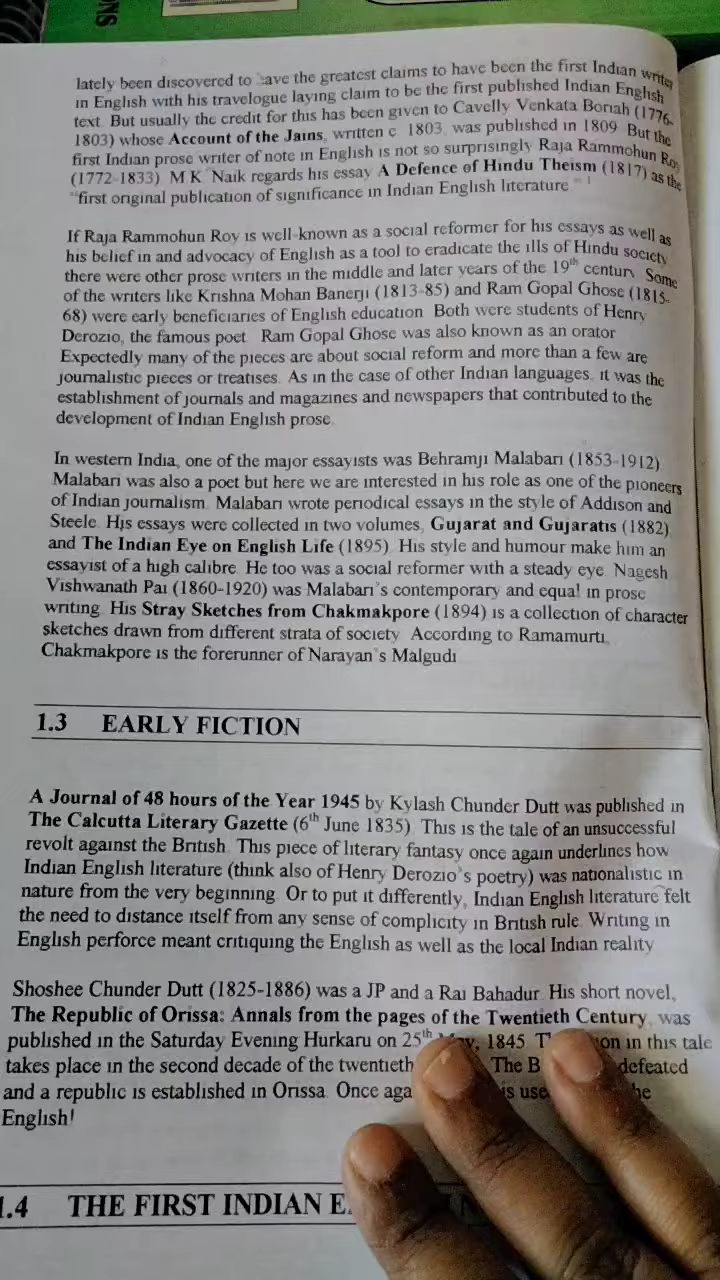 NS
lately been discovered to have the greatest claims to have been the first Indian writer
in English with his travelogue laying claim to be the first published Indian English
text. But usually the credit for this has been given to Cavelly Venkata Boriah (1776-
1803) whose Account of the Jains, written c 1803, was published in 1809 But the
first Indian prose writer of note in English is not so surprisingly Raja Rammohun Roy
(1772-1833) M K Naik regards his essay A Defence of Hindu Theism (1817) as the
"first original publication of significance in Indian English literature " 1
If Raja Rammohun Roy is well-known as a social reformer for his essays as well as
his belief in and advocacy of English as a tool to eradicate the ills of Hindu society
there were other prose writers in the middle and later years of the 19th century Some
of the writers like Krishna Mohan Banerji (1813-85) and Ram Gopal Ghose (1815-
68) were early beneficiaries of English education Both were students of Henry
Derozio, the famous poet Ram Gopal Ghose was also known as an orator
Expectedly many of the pieces are about social reform and more than a few are
journalistic pieces or treatises. As in the case of other Indian languages, it was the
establishment of journals and magazines and newspapers that contributed to the
development of Indian English prose
In western India, one of the major essayists was Behramji Malabari (1853-1912)
Malabari was also a poet but here we are interested in his role as one of the pioneers
of Indian journalism Malabari wrote periodical essays in the style of Addison and
Steele His essays were collected in two volumes, Gujarat and Gujaratis (1882)
and The Indian Eye on English Life (1895) His style and humour make him an
essayist of a high calibre He too was a social reformer with a steady eye Nagesh
Vishwanath Pai (1860-1920) was Malabari's contemporary and equal in prose
writing His Stray Sketches from Chakmakpore (1894) is a collection of character
sketches drawn from different strata of society According to Ramamurti,
Chakmakpore is the forerunner of Narayan's Malgudi
1.3 EARLY FICTION
A Journal of 48 hours of the Year 1945 by Kylash Chunder Dutt was published in
The Calcutta Literary Gazette (6th June 1835) This is the tale of an unsuccessful
revolt against the British This piece of literary fantasy once again underlines how
Indian English literature (think also of Henry Derozio's poetry) was nationalistic in
nature from the very beginning Or to put it differently, Indian English literature felt
the need to distance itself from any sense of complicity in British rule. Writing in
English perforce meant critiquing the English as well as the local Indian reality
Shoshee Chunder Dutt (1825-1886) was a JP and a Rai Bahadur His short novel,
The Republic of Orissa: Annals from the pages of the Twentieth Century, was
published in the Saturday Evening Hurkaru on 25th May, 1845 in this tale
takes place in the second decade of the twentieth The defeated
and a republic is established in Orissa Once
English!
1.4 THE FIRST INDIAN